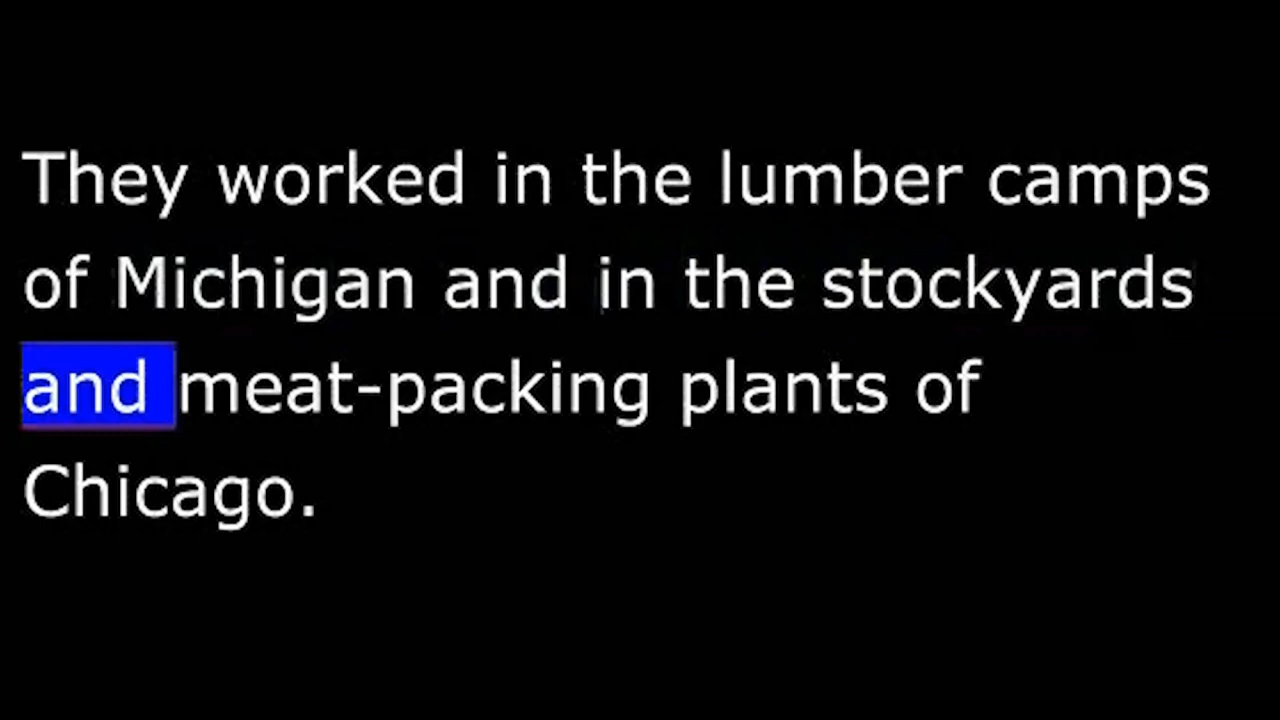 They worked in the lumber camps
of Michigan and in the stockyards
and meat-packing plants of
Chicago.